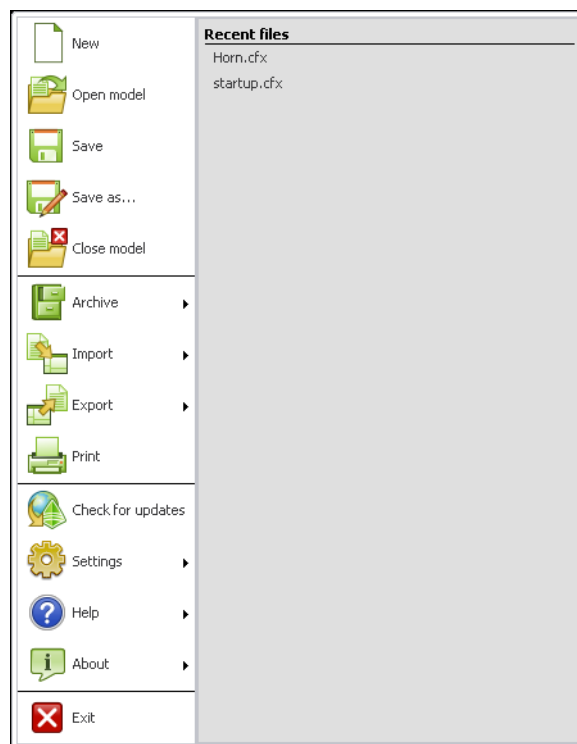 New
Open model
Save
Save as...
Close model
Archive
Import
Export
Print
Check for updates
Settings
Help
About
Exit
Recent files
Horn.cfx
startup.cfx